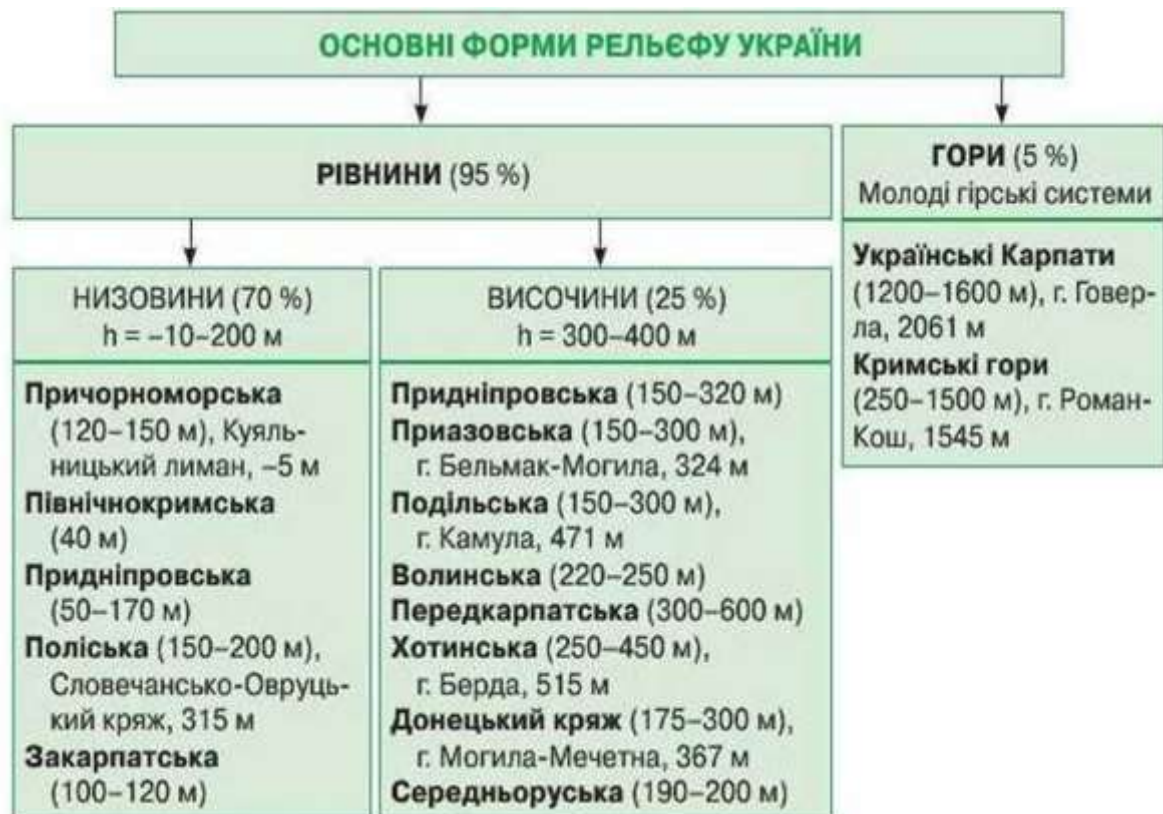 ОСНОВНІ ФОРМИ РЕЛЬЄФУ УКРАЇНИ
РІВНИНИ (95 %)
НИЗОВИНИ (70 %)
h = –10–200 м
Причорноморська
(120–150 м), Куяль-
ницький лиман, –5 м
Північнокримська
(40 м)
Придніпровська
(50–170 м)
Поліська (150–200 м),
Словечансько-Овруць-
кий кряж, 315 м
Закарпатська
(100–120 м)
ВИСОЧИНИ (25 %)
h = 300–400 м
Придніпровська (150–320 м)
Приазовська (150–300 м),
г. Бельмак-Могила, 324 м
Подільська (150–300 м),
г. Камула, 471 м
Волинська (220–250 м)
Передкарпатська (300–600 м)
Хотинська (250–450 м),
г. Берда, 515 м
Донецький кряж (175–300 м),
г. Могила-Мечетна, 367 м
Середньоруська (190–200 м)
ГОРИ (5 %)
Молоді гірські системи
Українські Карпати
(1200–1600 м), г. Говер-
ла, 2061 м
Кримські гори
(250–1500 м), г. Роман-
Кош, 1545 м